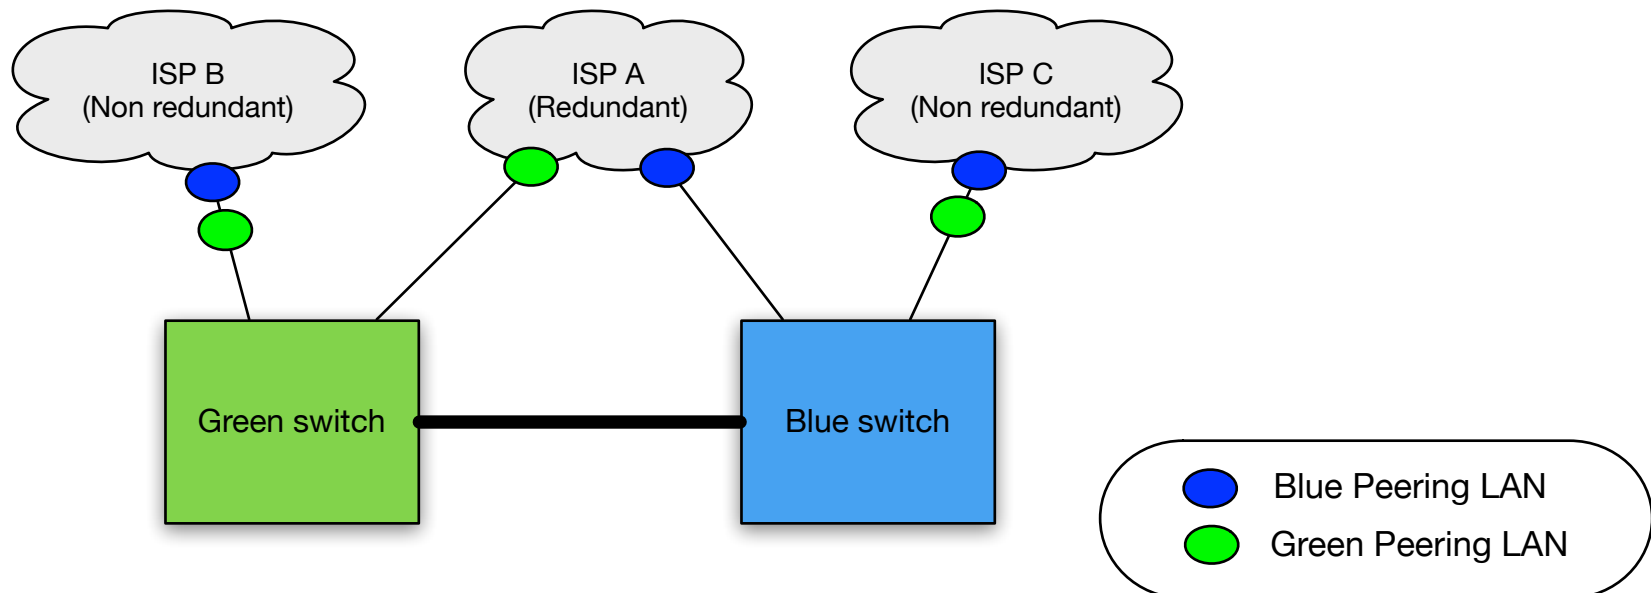 ISP B
(Non redundant)
ISP A
(Redundant)
ISP C
(Non redundant)
Green switch
Blue switch
Blue Peering LAN
Green Peering LAN